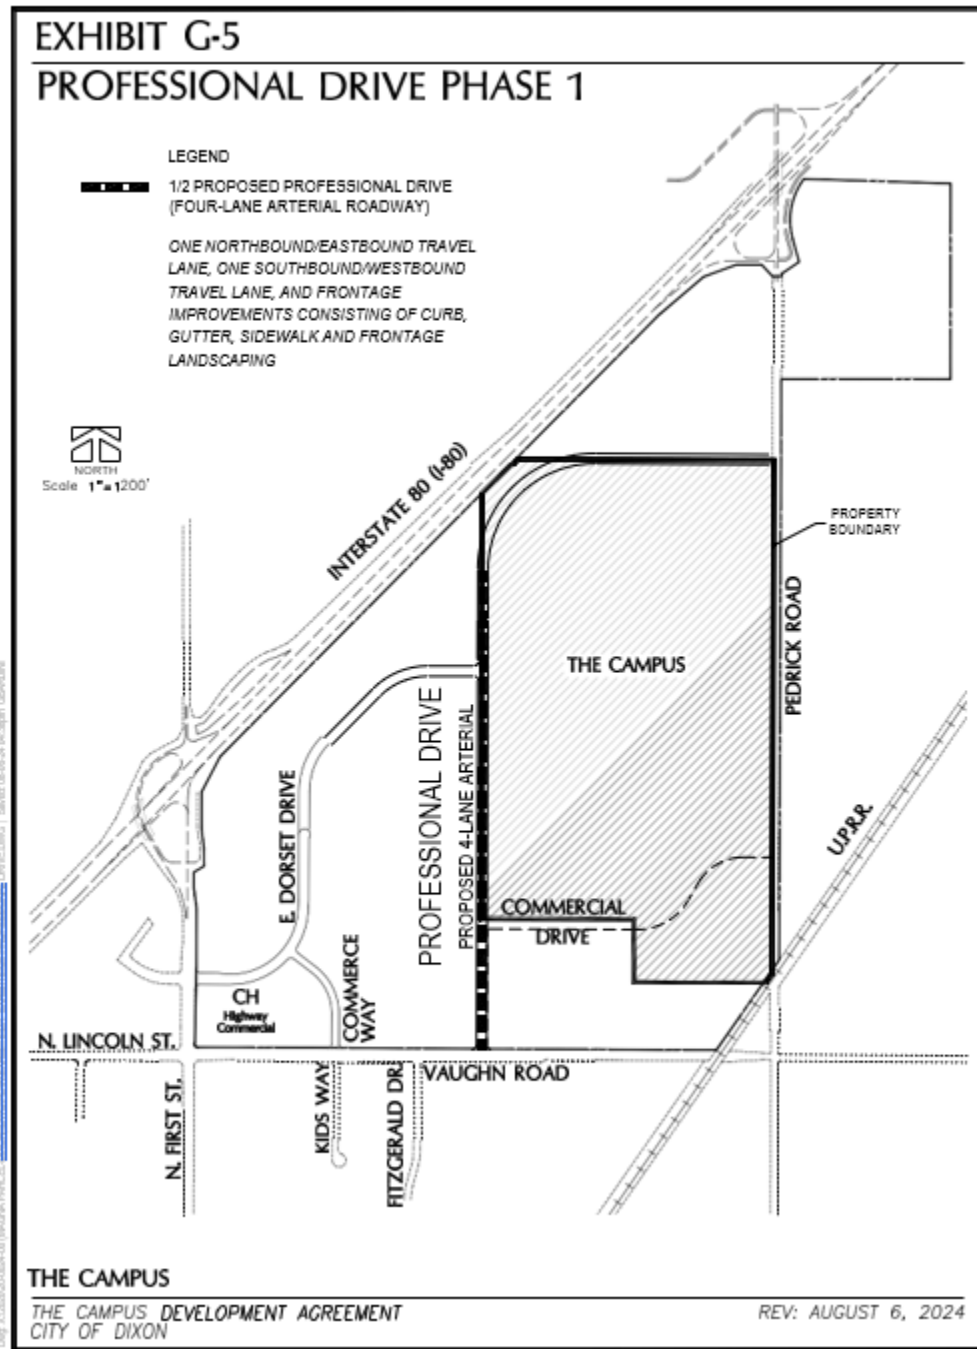 EXHIBIT G-5
PROFESSIONAL DRIVE PHASE 1
LEGEND
1/2 PROPOSED PROFESSIONAL DRIVE
(FOUR-LANE ARTERIAL ROADWAY)
ONE NORTHBOUND/EASTBOUND TRAVEL
LANE, ONE SOUTHBOUND/WESTBOUND
TRAVEL LANE, AND FRONTAGE
IMPROVEMENTS CONSISTING OF CURB,
GUTTER, SIDEWALK AND FRONTAGE
LANDSCAPING
NORTH
Scale 1"=1200'
INTERSTATE 80 (I-80)
PROPERTY
BOUNDARY
PEDRICK ROAD
THE CAMPUS
PROFESSIONAL DRIVE
PROPOSED 4-LANE ARTERIAL
E. DORSET DRIVE
U.P.R.R.
COMMERCIAL
DRIVE
COMMERCE
WAY
CH
Highway
Commercial
N. LINCOLN ST.
VAUGHN ROAD
N. FIRST ST.
KIDS WAY
FITZGERALD DR.
THE CAMPUS
THE CAMPUS DEVELOPMENT AGREEMENT
CITY OF DIXON
REV: AUGUST 6, 2024